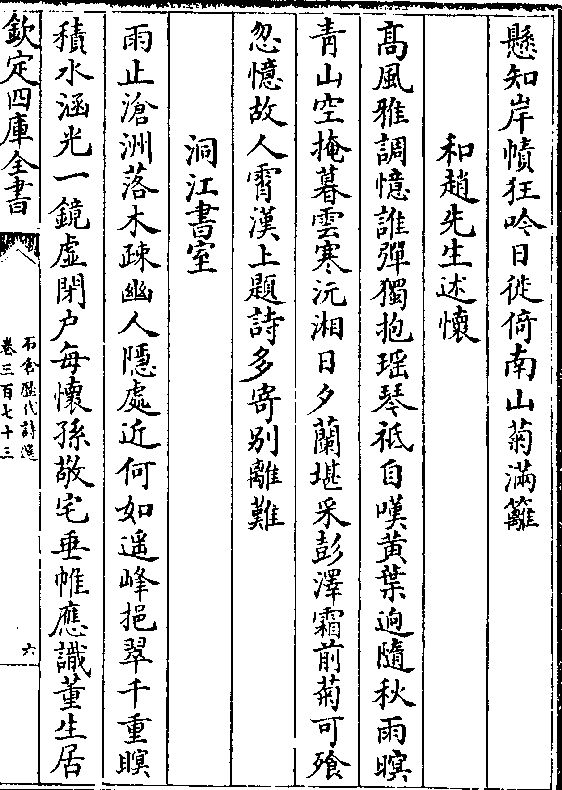 懸知岸幘狂吟日徙倚南山菊滿籬
和趙先生述懷
髙風雅調憶誰彈獨抱瑶琴祗自嘆黄葉逈隨秋雨暝
青山空掩暮雲寒沅湘日夕蘭堪采彭澤霜前菊可飱
忽憶故人霄漢上題詩多寄别離難
洞江書室
雨止滄洲落木疎幽人隱處近何如遥峰挹翠千重暝
積水涵光一鏡虚閉户每懷孫敬宅垂帷應識董生居
欽定四庫全書
石倉歴代詩選
卷三百七十三
六